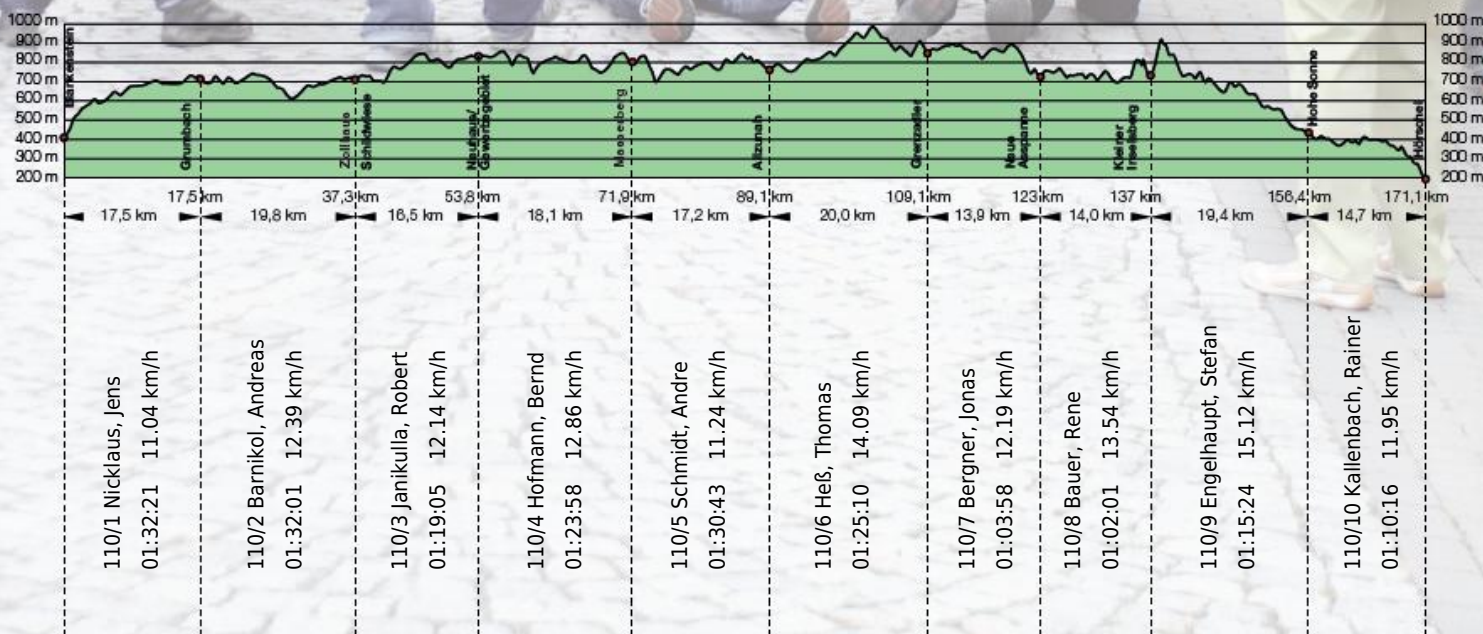 1000 m
900 m
800 m
700 m
600 m
500 m
400 m
300 m
200 m
1000 m
900 m
800 m
700 m
600 m
500 m
400 m
300 m
200 m
Blankenstein
Grumbach
Zollhaus
Schildwiese
Neuhaus/
Masserberg
Allzunah
Grenzadler
Neue
Ausspanne
Kleiner
Inselsberg
Hohe Sonne
Hörschel
17,5 km
37,3 km
53,8 km
71,9 km
89,1 km
109,1 km
123 km
137 km
156,4 km
171,1 km
17,5 km
19,8 km
16,5 km
18,1 km
17,2 km
20,0 km
13,9 km
14,0 km
19,4 km
14,7 km
110/1 Nicklaus, Jens
01:32:21 11.04 km/h
110/2 Barnikol, Andreas
01:32:01 12.39 km/h
110/3 Janikulla, Robert
01:19:05 12.14 km/h
110/4 Hofmann, Bernd
01:23:58 12.86 km/h
110/5 Schmidt, Andre
01:30:43 11.24 km/h
110/6 Heß, Thomas
01:25:10 14.09 km/h
110/7 Bergner, Jonas
01:03:58 12.19 km/h
110/8 Bauer, Rene
01:02:01 13.54 km/h
110/9 Engelhaupt, Stefan
01:15:24 15.12 km/h
110/10 Kallenbach, Rainer
01:10:16 11.95 km/h